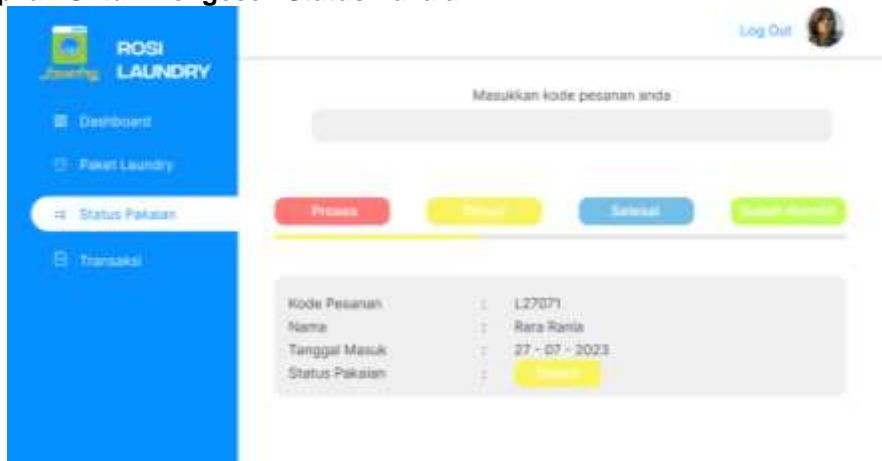 Log Out
ROSI
LAUNDRY
Masukkan kode pesanan anda
Dashboard
Paket Laundry
Status Pakaian
Transaksi
Proses
Selesai
Kode Pesanan : L27071
Nama : Rara Rania
Tanggal Masuk : 27 - 07 - 2023
Status Pakaian :